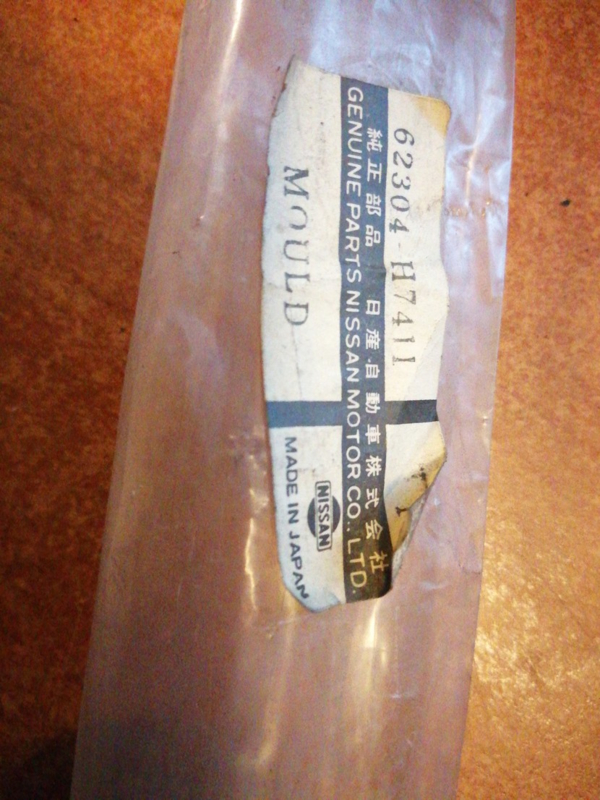 62304-H7411
純正部品 日産自動車株式会社
GENUINE PARTS NISSAN MOTOR CO., LTD.
MOULD
NISSAN
MADE IN JAPAN